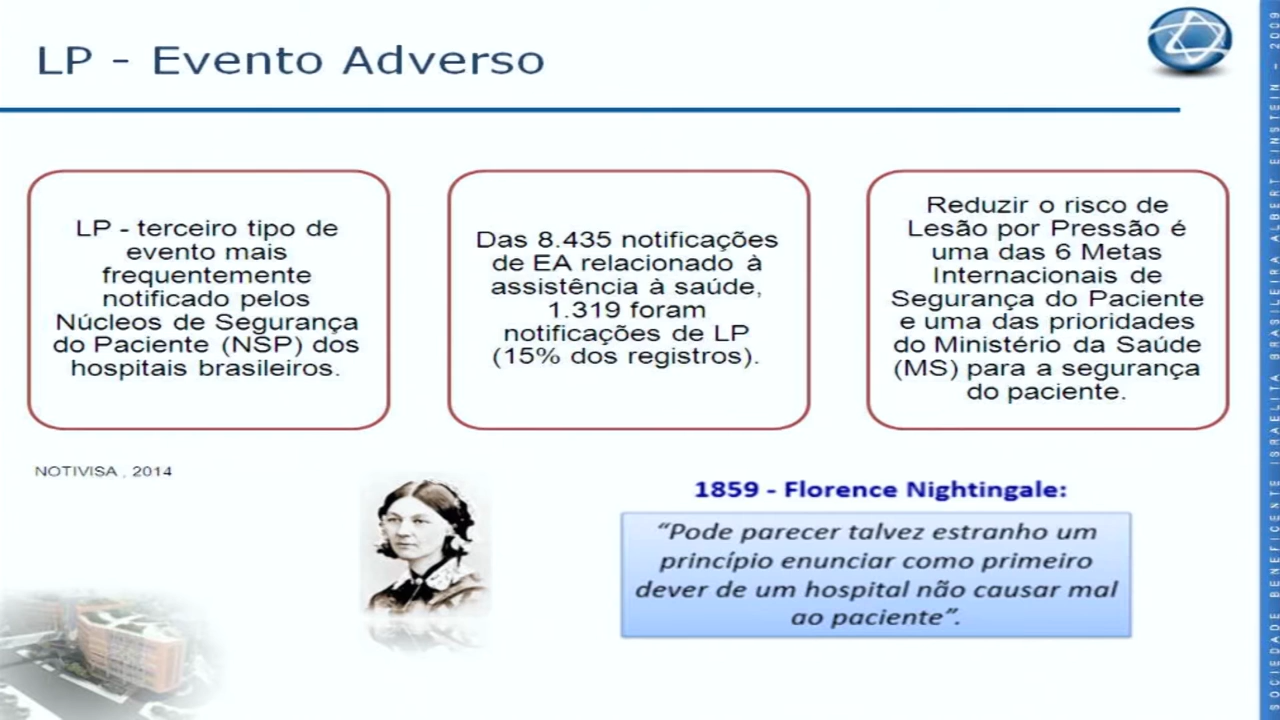 LP - Evento Adverso
LP - terceiro tipo de
evento mais
frequentemente
notificado pelos
Núcleos de Segurança
do Paciente (NSP) dos
hospitais brasileiros.
Das 8.435 notificações
de EA relacionado à
assistência à saúde,
1.319 foram
notificações de LP
(15% dos registros).
Reduzir o risco de
Lesão por Pressão é
uma das 6 Metas
Internacionais de
Segurança do Paciente
e uma das prioridades
do Ministério da Saúde
(MS) para a segurança
do paciente.
NOTIVISA , 2014
1859 - Florence Nightingale:
“Pode parecer talvez estranho um
princípio enunciar como primeiro
dever de um hospital não causar mal
ao paciente”.
SOCIEDADE BENEFICENTE ISRAELITA BRASILEIRA ALBERT EINSTEIN - 2009